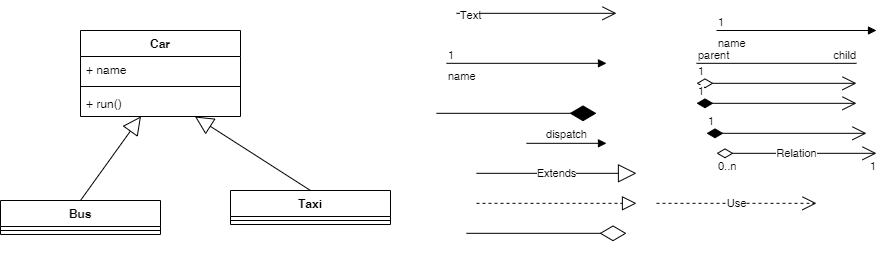 Car
+ name
+ run()
Bus
Taxi
Text
1
name
dispatch
Extends
1
name
parent child
1
1
1
Relation
0..n 1
Use